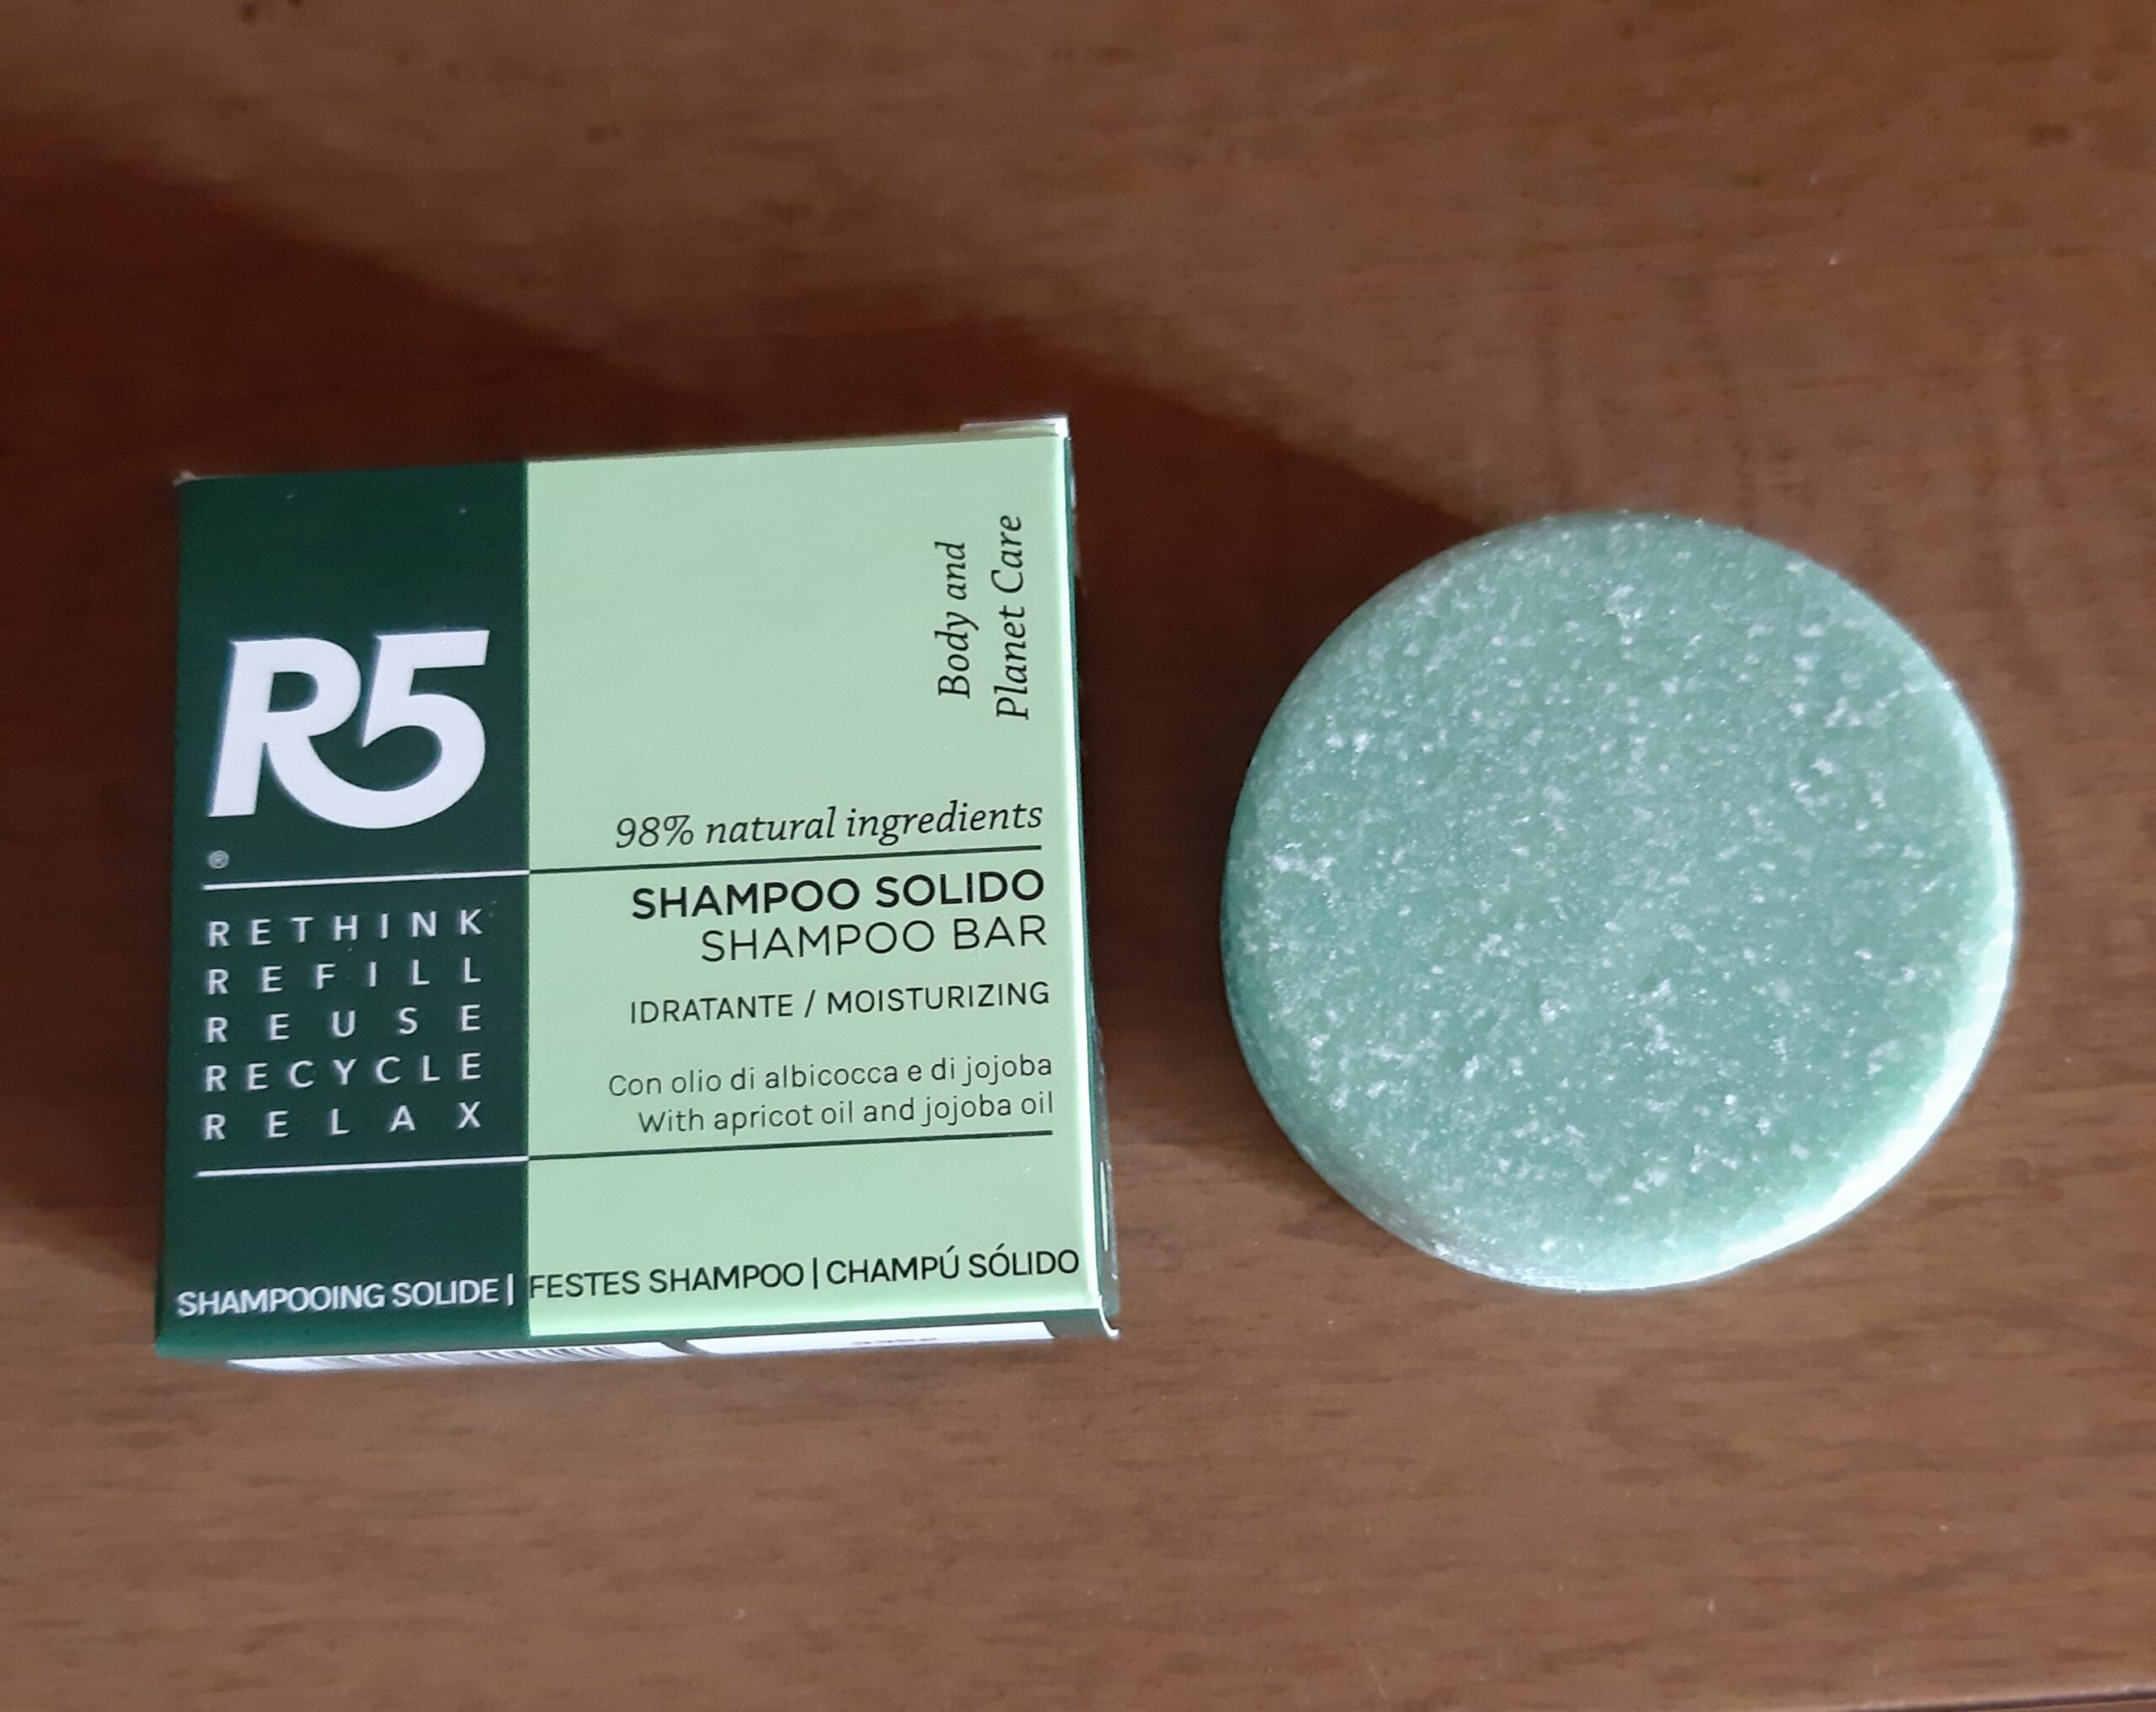 R5
®
RETHINK
REFILL
REUSE
RECYCLE
RELAX
Body and
Planet Care
98% natural ingredients
SHAMPOO SOLIDO
SHAMPOO BAR
IDRATANTE / MOISTURIZING
Con olio di albicocca e di jojoba
With apricot oil and jojoba oil
SHAMPOOING SOLIDE | FESTES SHAMPOO | CHAMPÚ SÓLIDO